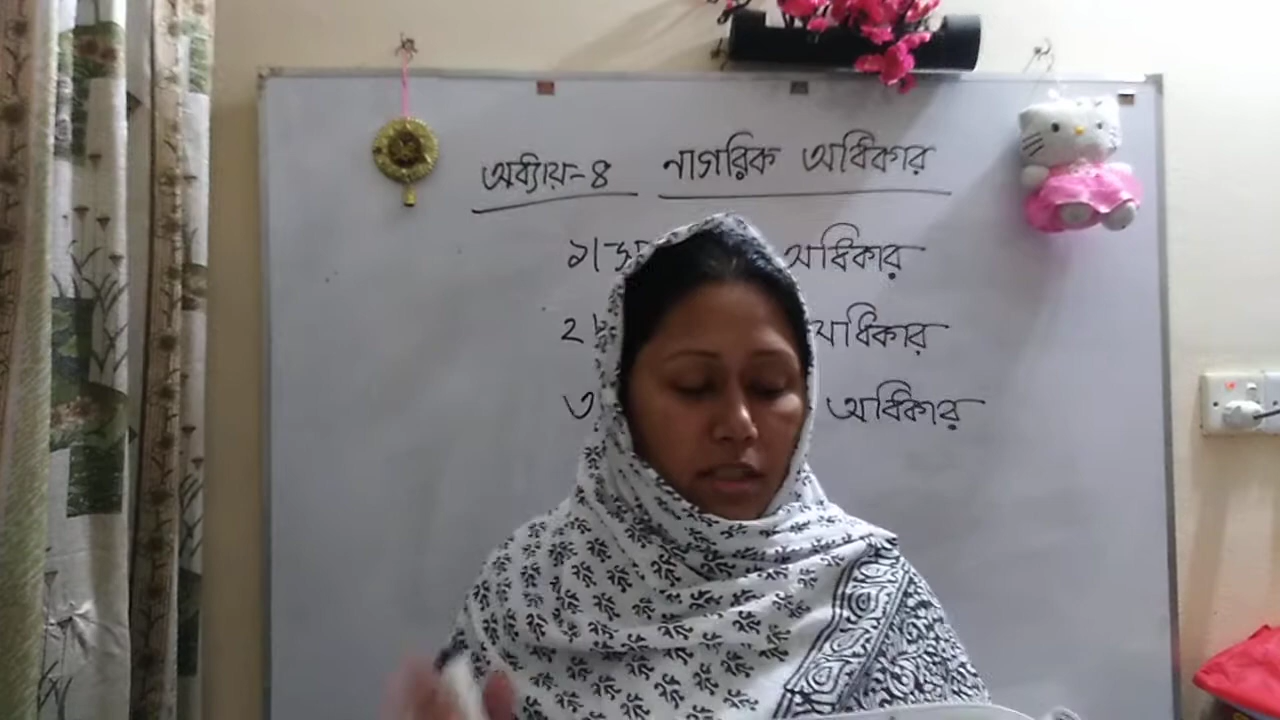 অধ্যায়-৪ নাগরিক অধিকার
১। অধিকার
২। অধিকার
৩ অধিকার